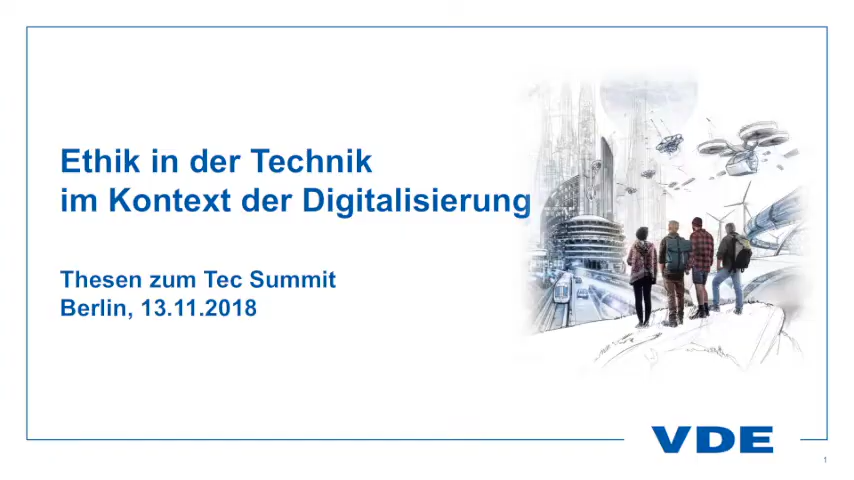 Ethik in der Technik
im Kontext der Digitalisierung
Thesen zum Tec Summit
Berlin, 13.11.2018
VDE
1